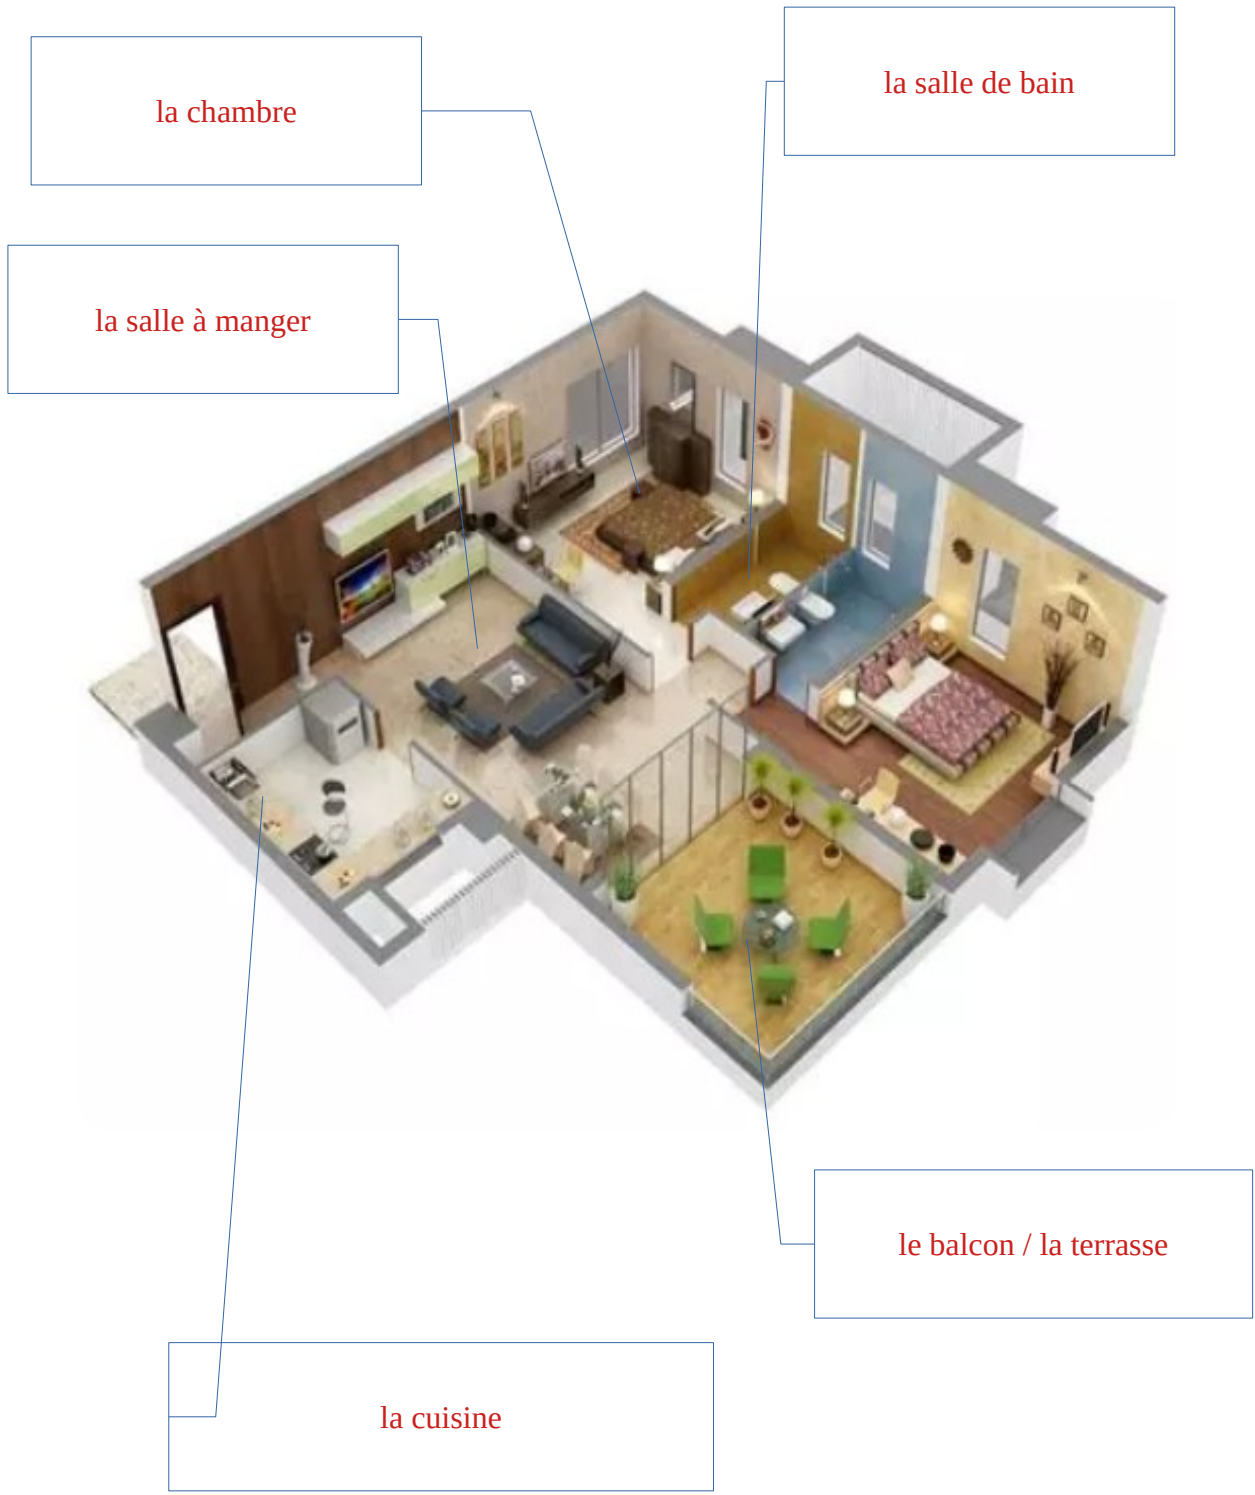 la salle de bain
la chambre
la salle à manger
le balcon / la terrasse
la cuisine